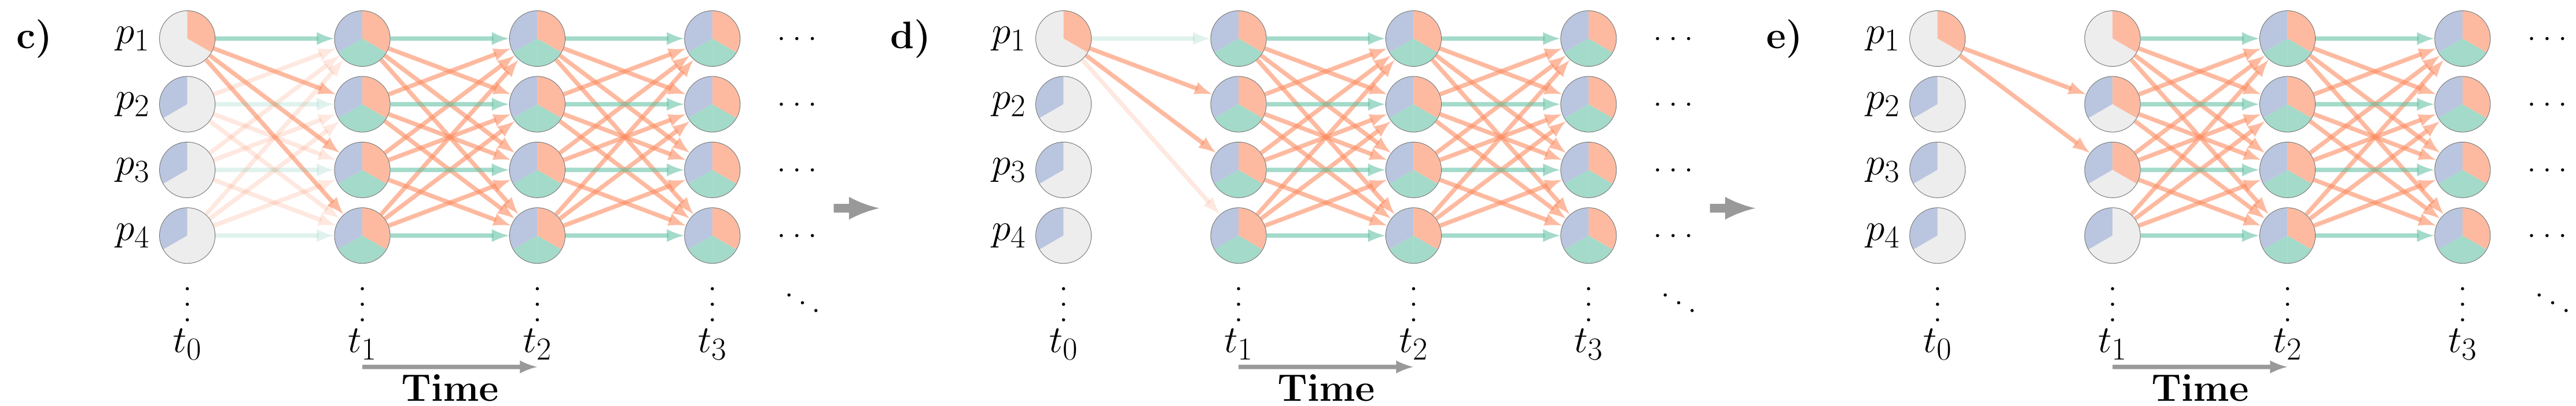 c) d) e)
p₁ ··· p₁ ··· p₁ ···
p₂ ··· p₂ ··· p₂ ···
p₃ ··· p₃ ··· p₃ ···
p₄ ··· p₄ ··· p₄ ···
⋮ ⋮ ⋮ ⋮ ⋱ ⋮ ⋮ ⋮ ⋮ ⋱ ⋮ ⋮ ⋮ ⋮ ⋱
t₀ t₁ t₂ t₃ t₀ t₁ t₂ t₃ t₀ t₁ t₂ t₃
Time Time Time